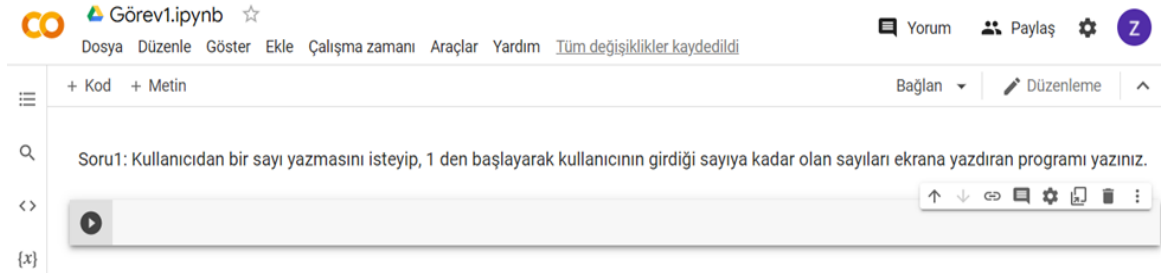 Görev1.ipynb
Dosya Düzenle Göster Ekle Çalışma zamanı Araçlar Yardım Tüm değişiklikler kaydedildi
Yorum Paylaş Z
+ Kod + Metin Bağlan Düzenleme
Soru1: Kullanıcıdan bir sayı yazmasını isteyip, 1 den başlayarak kullanıcının girdiği sayıya kadar olan sayıları ekrana yazdıran programı yazınız.
{x}